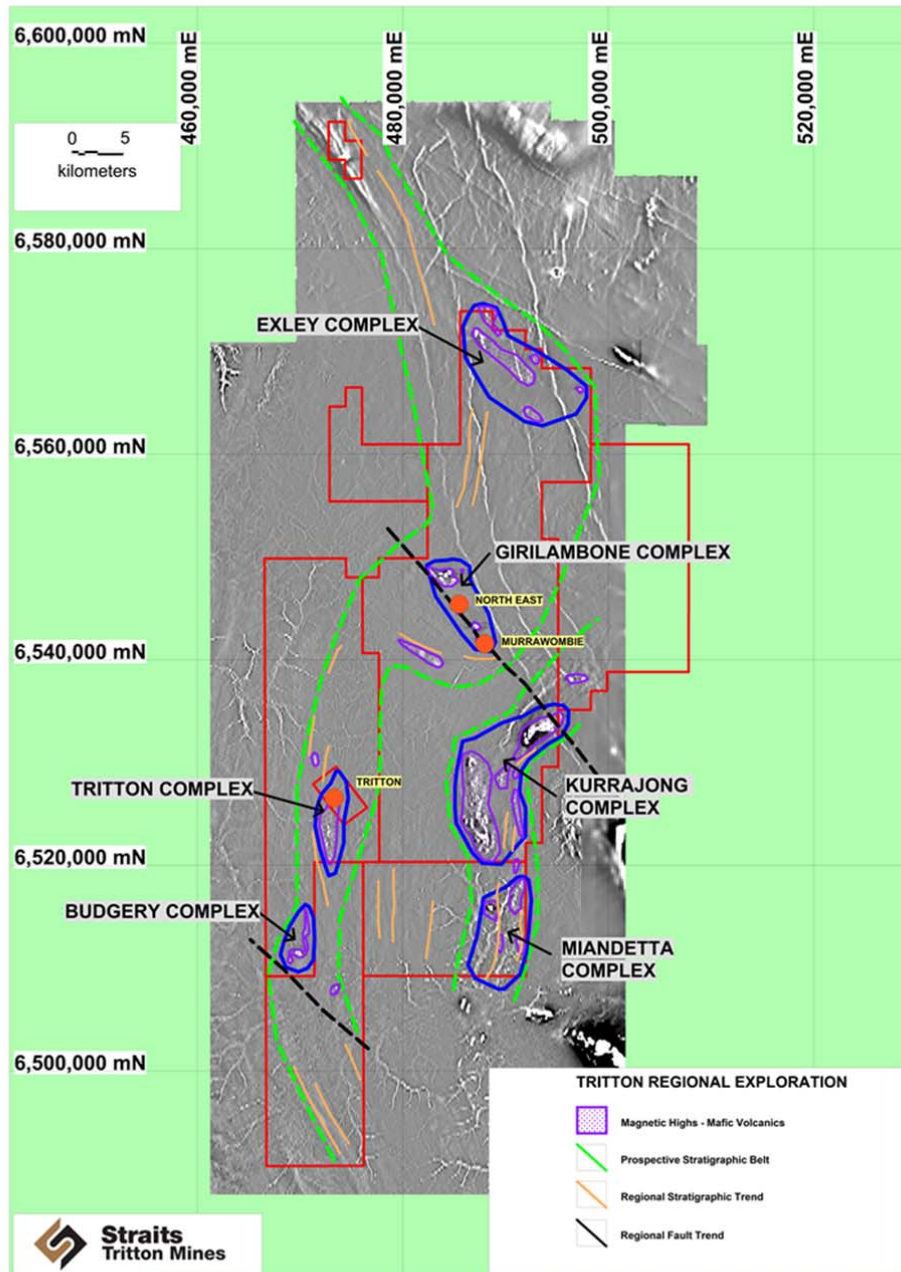 6,600,000 mN
460,000 mE
480,000 mE
500,000 mE
520,000 mE
0 5
kilometers
6,580,000 mN
EXLEY COMPLEX
6,560,000 mN
GIRILAMBONE COMPLEX
NORTH EAST
MURRAWOMBIE
6,540,000 mN
TRITTON COMPLEX
TRITTON
KURRAJONG
COMPLEX
6,520,000 mN
BUDGERY COMPLEX
MIANDETTA
COMPLEX
6,500,000 mN
TRITTON REGIONAL EXPLORATION
Magnetic Highs - Mafic Volcanics
Prospective Stratigraphic Belt
Regional Stratigraphic Trend
Regional Fault Trend
Straits
Tritton Mines